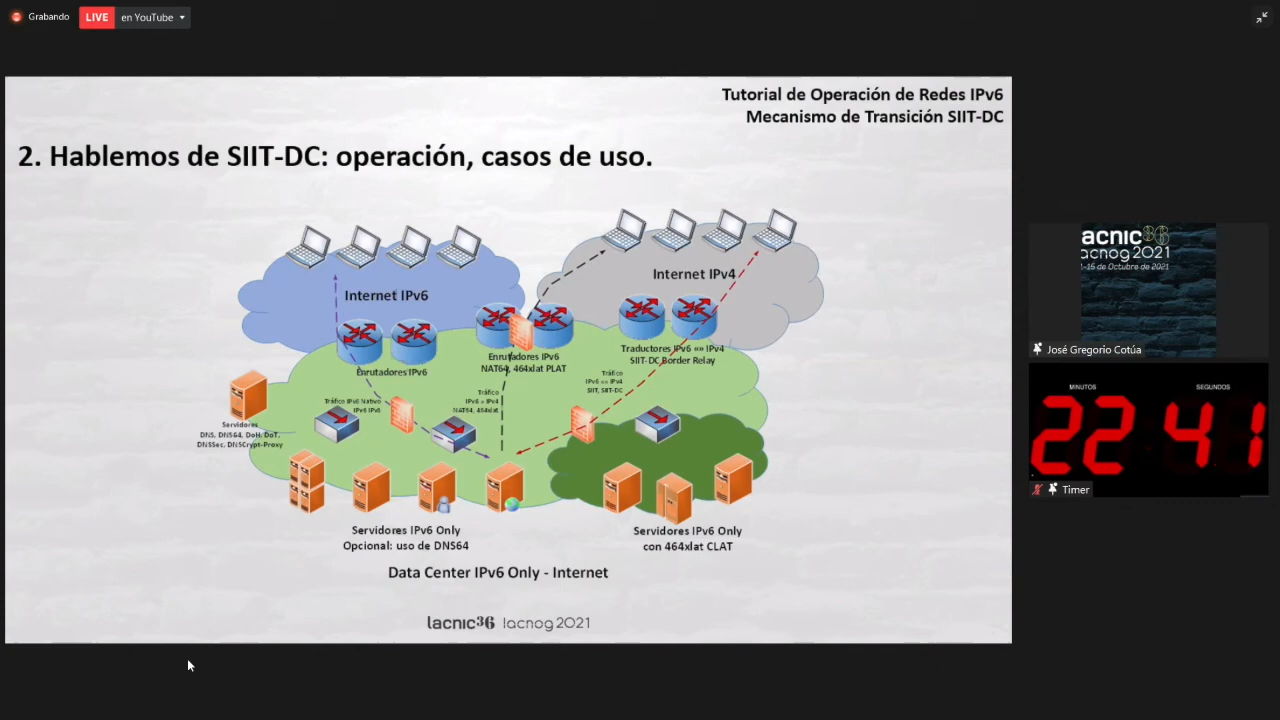 Grabando
LIVE
en YouTube
Tutorial de Operación de Redes IPv6
Mecanismo de Transición SIIT-DC
2. Hablemos de SIIT-DC: operación, casos de uso.
Internet IPv6
Internet IPv4
Enrutadores IPv6
Enrutadores IPv6
NAT64, 464xlat PLAT
Traductores IPv6 «» IPv4
SIIT-DC Border Relay
Tráfico IPv6 Nativo
IPv6 IPv6
Tráfico
IPv6 » IPv4
NAT64, 464xlat
Tráfico
IPv6 «» IPv4
SIIT, SIIT-DC
Servidores
DNS, DNS64, DoH, DoT,
DNSSec, DNSCrypt-Proxy
Servidores IPv6 Only
Opcional: uso de DNS64
Servidores IPv6 Only
con 464xlat CLAT
Data Center IPv6 Only - Internet
lacnic36 lacnog2021
acnic36
lacnog2021
1-15 de Octubre de 2021
José Gregorio Cotúa
MINUTOS
SEGUNDOS
22 41
Timer